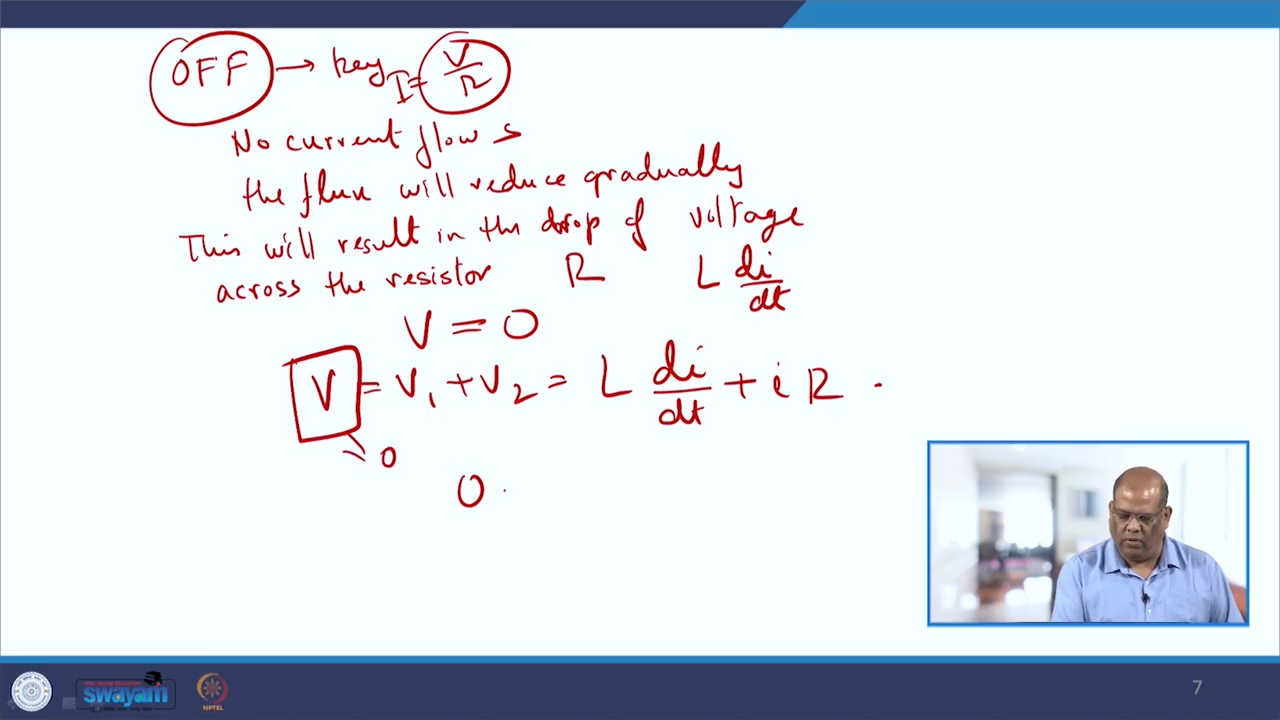 OFF → key I = V/R
No current flows
the flux will reduce gradually
This will result in the drop of voltage
across the resistor R L di/dt
V = 0
V = V₁ + V₂ = L di/dt + i R .
= 0
0
7
swayam
NPTEL